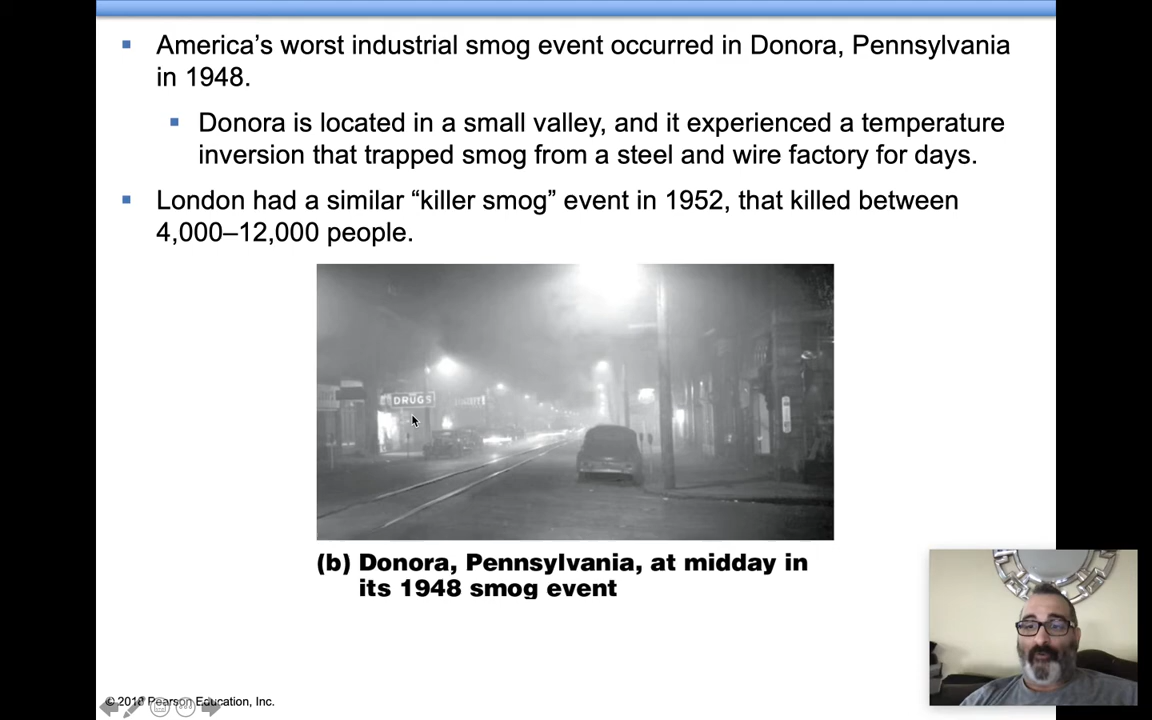 America’s worst industrial smog event occurred in Donora, Pennsylvania
in 1948.
Donora is located in a small valley, and it experienced a temperature
inversion that trapped smog from a steel and wire factory for days.
London had a similar “killer smog” event in 1952, that killed between
4,000–12,000 people.
DRUGS
(b) Donora, Pennsylvania, at midday in
its 1948 smog event
Pearson Education, Inc.